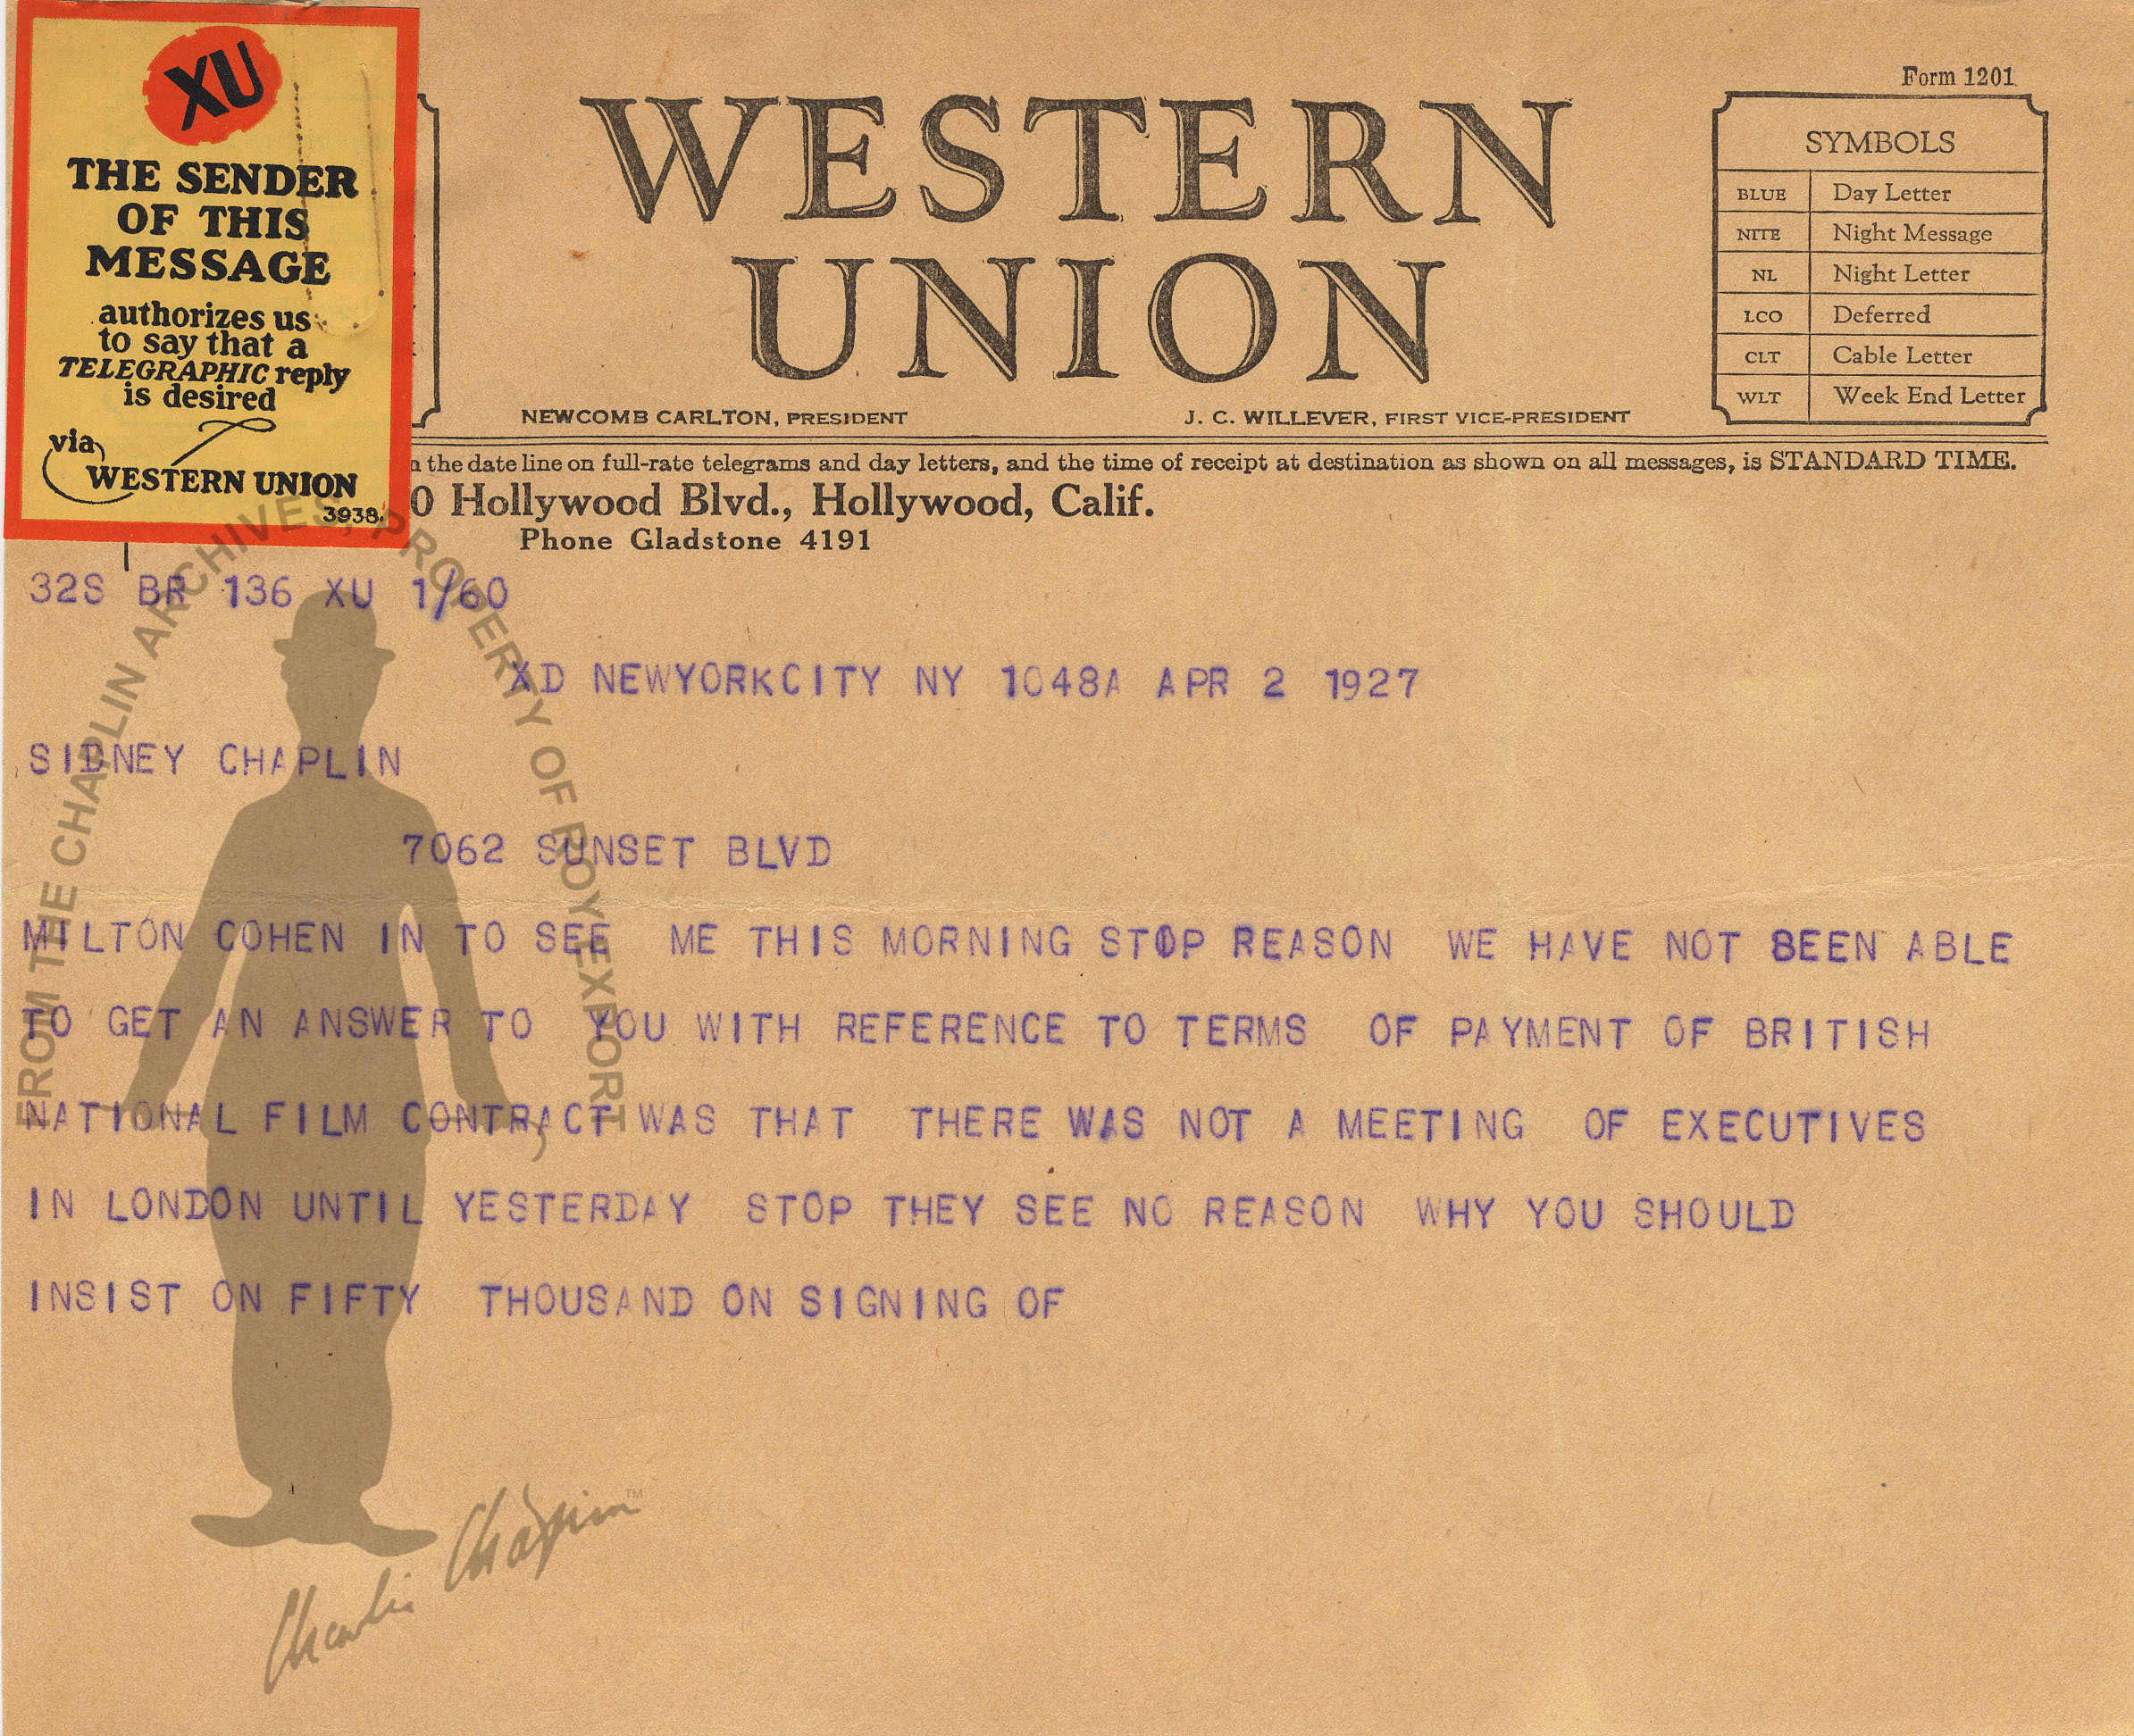 XU
THE SENDER
OF THIS
MESSAGE
authorizes us
to say that a
TELEGRAPHIC reply
is desired
via
WESTERN UNION
3938.
WESTERN
UNION
NEWCOMB CARLTON, PRESIDENT
J. C. WILLEVER, FIRST VICE-PRESIDENT
Form 1201
SYMBOLS
BLUE Day Letter
NITE Night Message
NL Night Letter
LCO Deferred
CLT Cable Letter
WLT Week End Letter
the date line on full-rate telegrams and day letters, and the time of receipt at destination as shown on all messages, is STANDARD TIME.
0 Hollywood Blvd., Hollywood, Calif.
Phone Gladstone 4191
32S BR 136 XU 1/60
XD NEWYORKCITY NY 1048A APR 2 1927
SIDNEY CHAPLIN
7062 SUNSET BLVD
MILTON COHEN IN TO SEE ME THIS MORNING STOP REASON WE HAVE NOT BEEN ABLE
TO GET AN ANSWER TO YOU WITH REFERENCE TO TERMS OF PAYMENT OF BRITISH
NATIONAL FILM CONTRACT WAS THAT THERE WAS NOT A MEETING OF EXECUTIVES
IN LONDON UNTIL YESTERDAY STOP THEY SEE NO REASON WHY YOU SHOULD
INSIST ON FIFTY THOUSAND ON SIGNING OF
FROM THE CHAPLIN ARCHIVES, PROPERTY OF ROY EXPORT
Charlie Chaplin TM